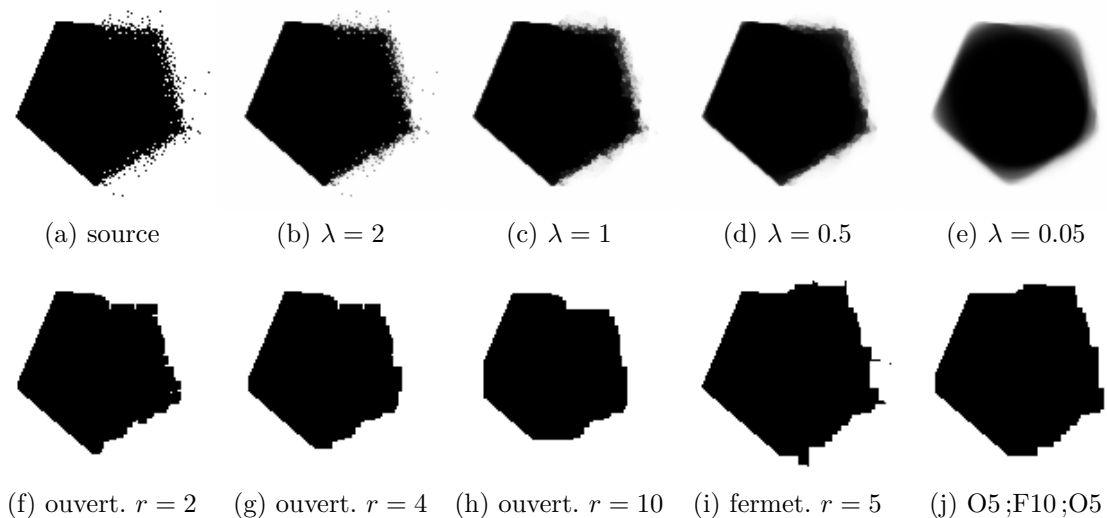 (a) source
(b) λ = 2
(c) λ = 1
(d) λ = 0.5
(e) λ = 0.05
(f) ouvert. r = 2
(g) ouvert. r = 4
(h) ouvert. r = 10
(i) fermet. r = 5
(j) O5 ;F10 ;O5